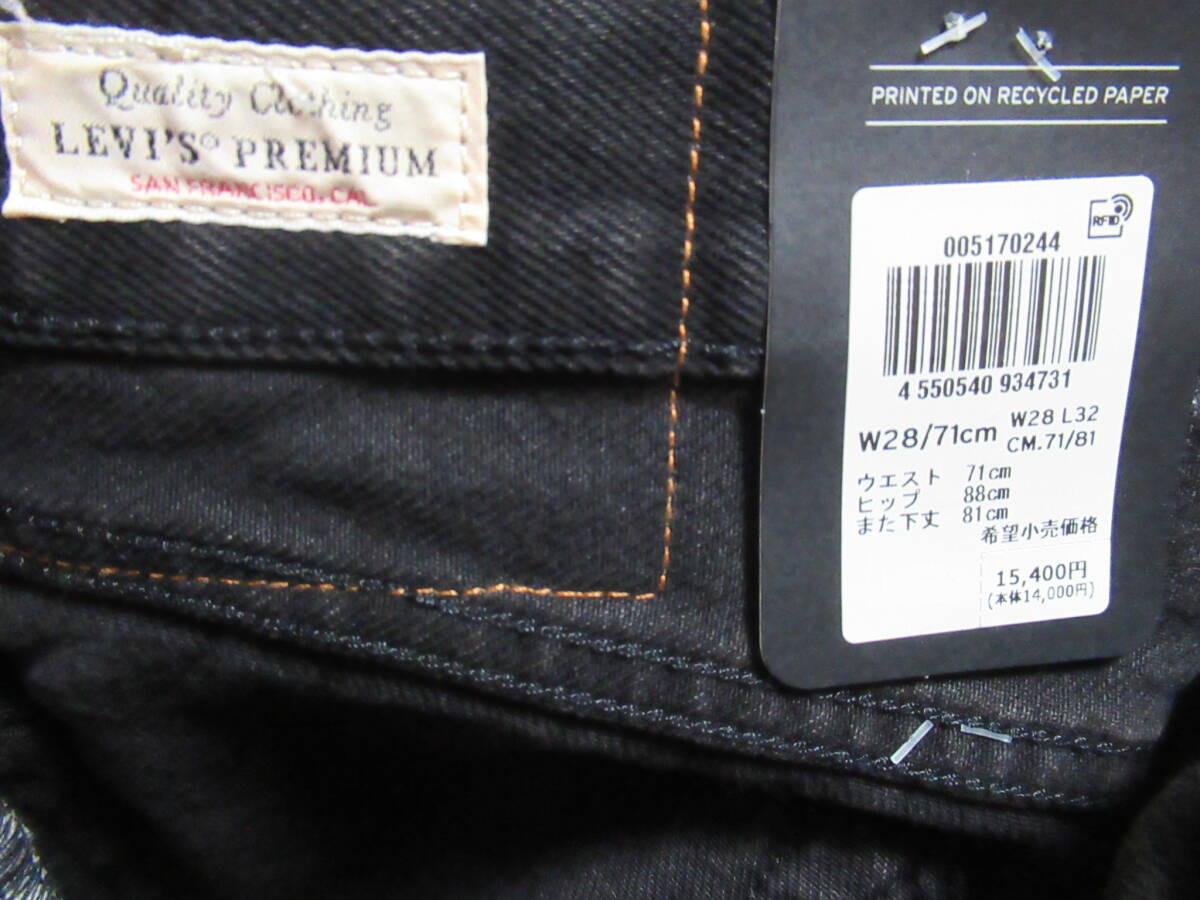 Quality Clothing
LEVI'S® PREMIUM
SAN FRANCISCO, CAL
PRINTED ON RECYCLED PAPER
RFID
005170244
4 550540 934731
W28/71cm
W28 L32
CM.71/81
ウエスト 71cm
ヒップ 88cm
また下丈 81cm
希望小売価格
15,400円
(本体14,000円)